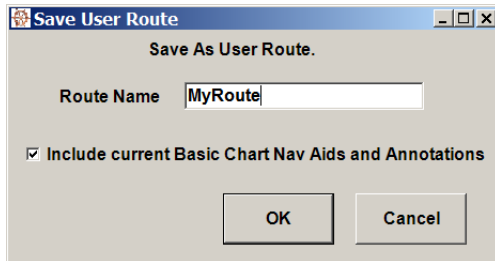 Save User Route
Save As User Route.
Route Name MyRoute
Include current Basic Chart Nav Aids and Annotations
OK Cancel